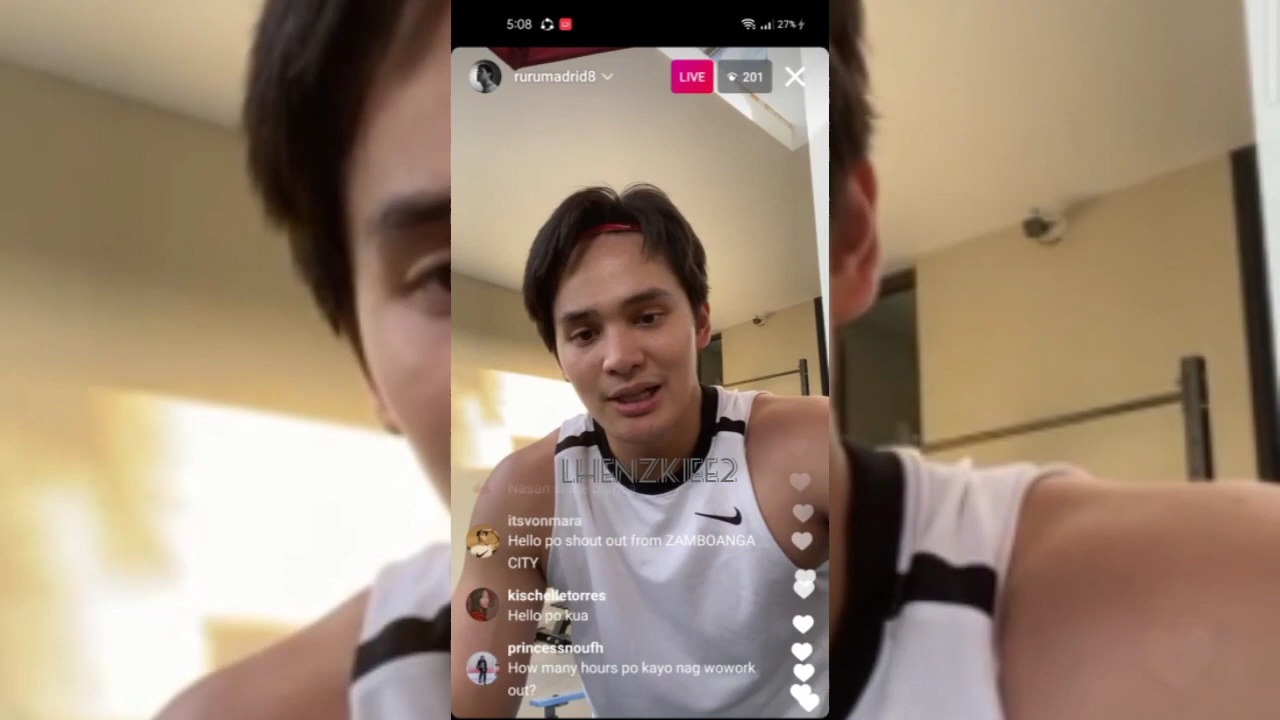 5:08
27%
rurumadrid8
LIVE
201
LHENZKIEE2
Nasan
itsvonmara
Hello po shout out from ZAMBOANGA
CITY
kischelletorres
Hello po kua
princessnoufh
How many hours po kayo nag wowork
out?